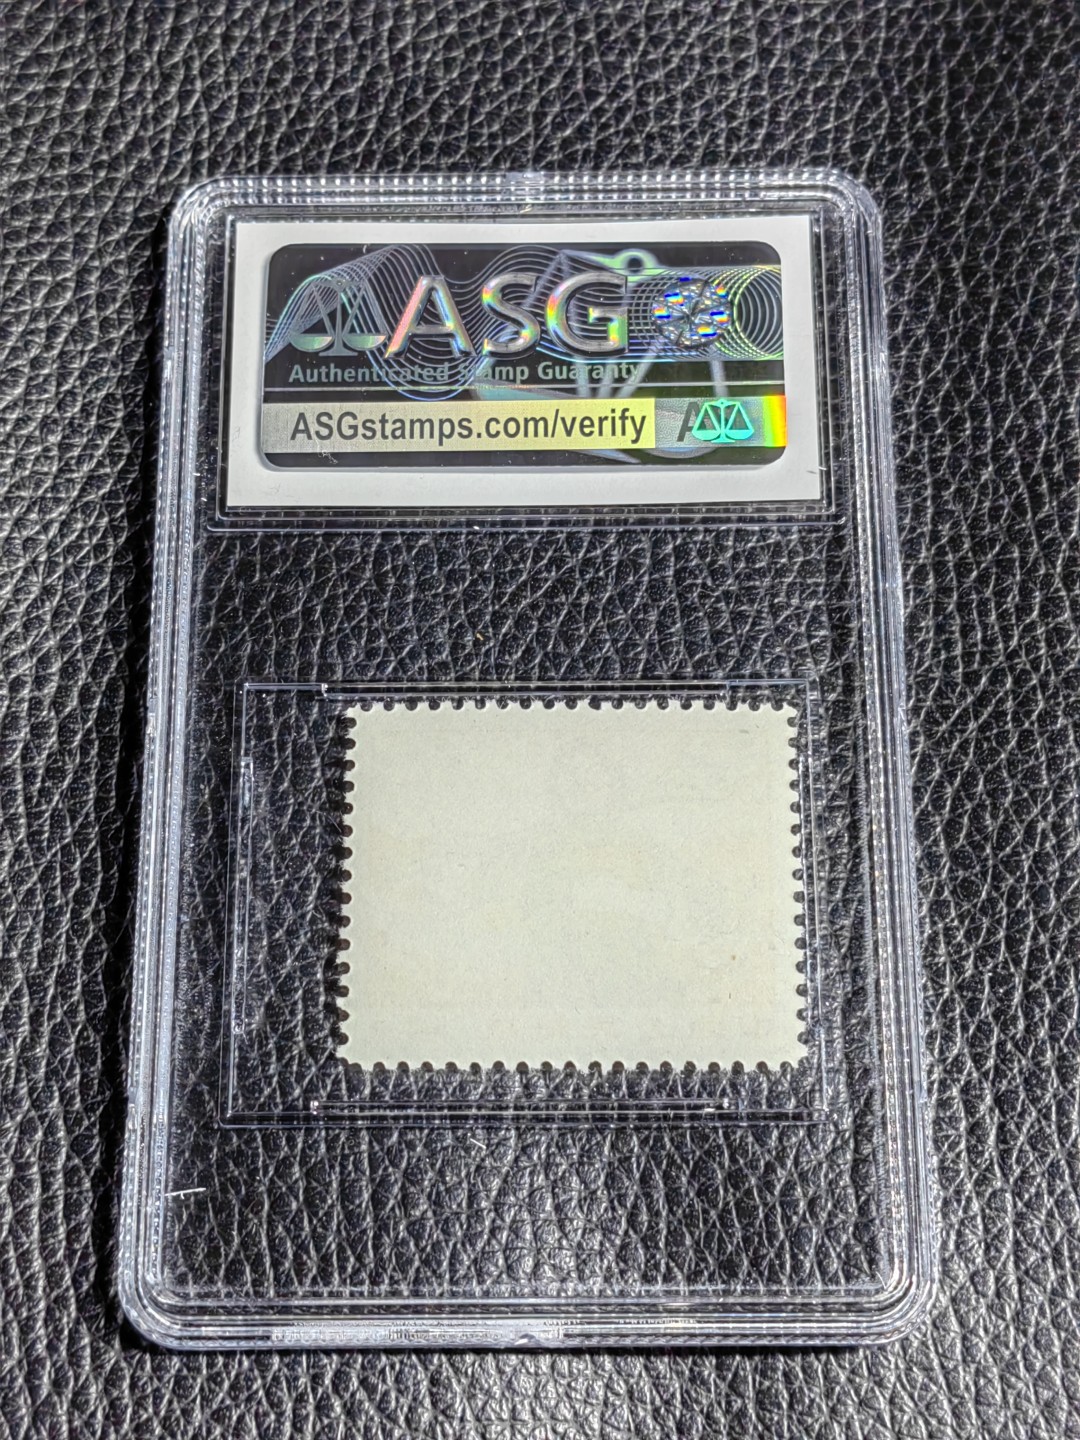 ASG
Authenticated Stamp Guaranty
ASGstamps.com/verify